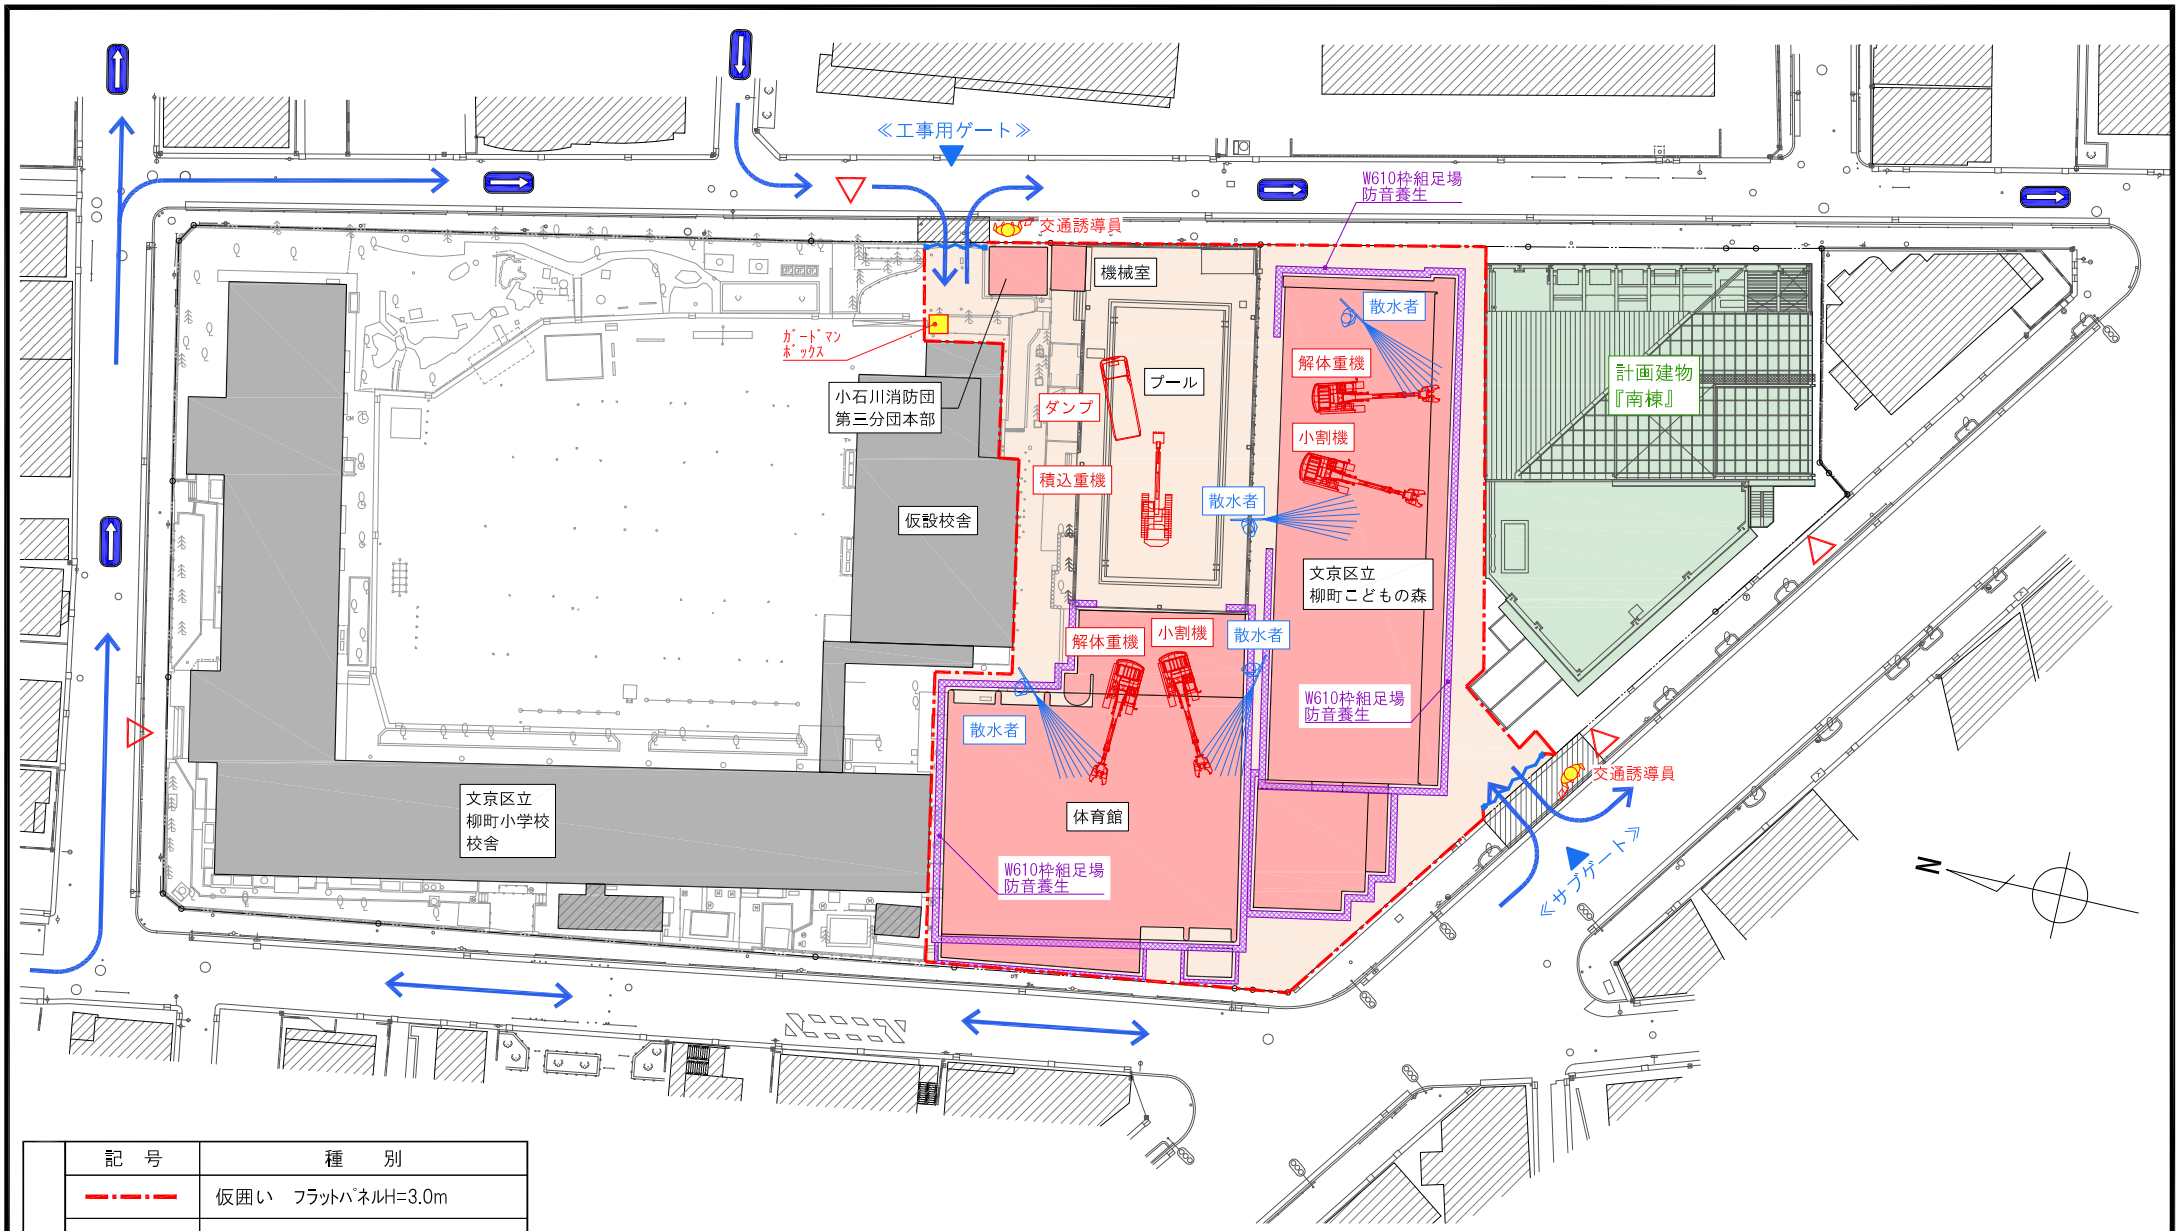 ≪工事用ゲート≫
W610枠組足場
防音養生
交通誘導員
機械室
散水者
ガードマン
ボックス
解体重機
計画建物
『南棟』
プール
小石川消防団
第三分団本部
ダンプ
小割機
積込重機
散水者
仮設校舎
文京区立
柳町こどもの森
解体重機
小割機
散水者
W610枠組足場
防音養生
散水者
交通誘導員
文京区立
柳町小学校
校舎
体育館
≪サブゲート≫
W610枠組足場
防音養生
N
記 号
種 別
仮囲い フラットパネルH=3.0m